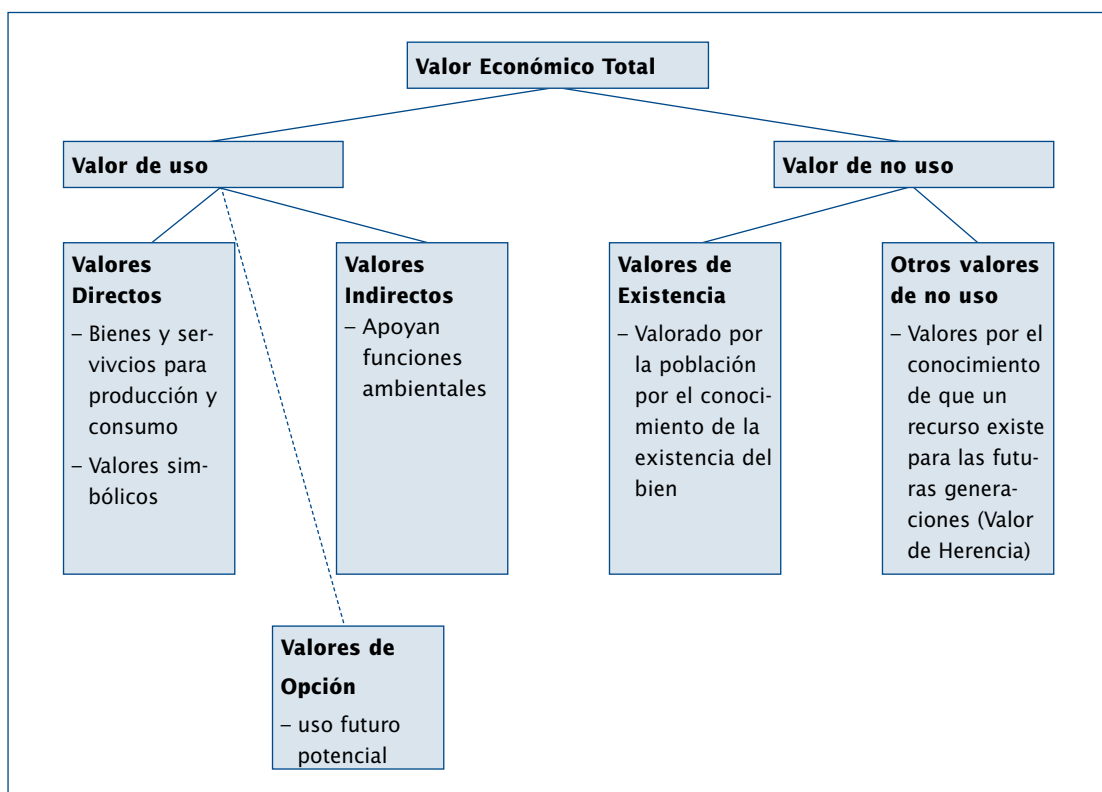 Valor Económico Total
Valor de uso
Valor de no uso
Valores
Directos
– Bienes y ser-
vivcios para
producción y
consumo
– Valores sim-
bólicos
Valores
Indirectos
– Apoyan
funciones
ambientales
Valores de
Existencia
– Valorado por
la población
por el conoci-
miento de la
existencia del
bien
Otros valores
de no uso
– Valores por el
conocimiento
de que un
recurso existe
para las futu-
ras genera-
ciones (Valor
de Herencia)
Valores de
Opción
– uso futuro
potencial